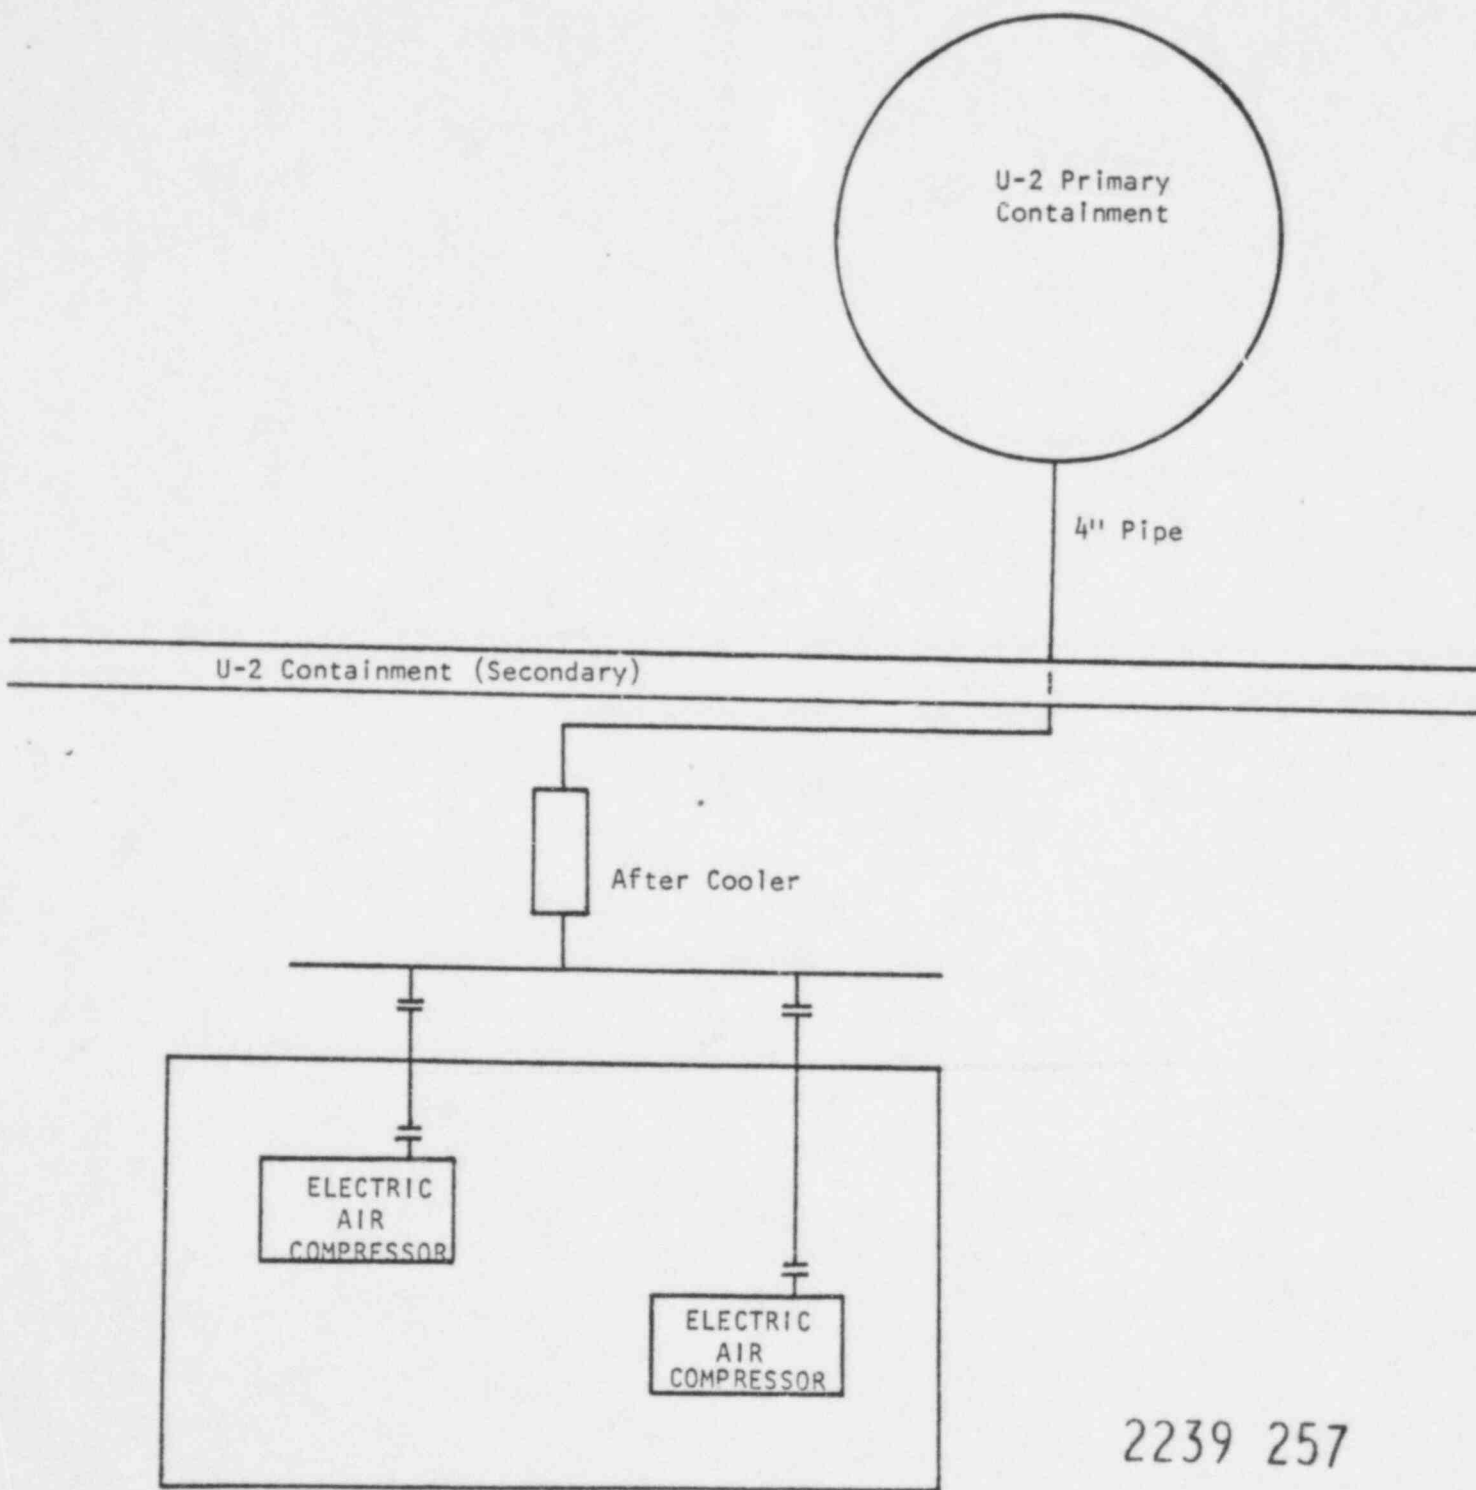 U-2 Primary
Containment
4" Pipe
U-2 Containment (Secondary)
After Cooler
ELECTRIC
AIR
COMPRESSOR
ELECTRIC
AIR
COMPRESSOR
2239 257